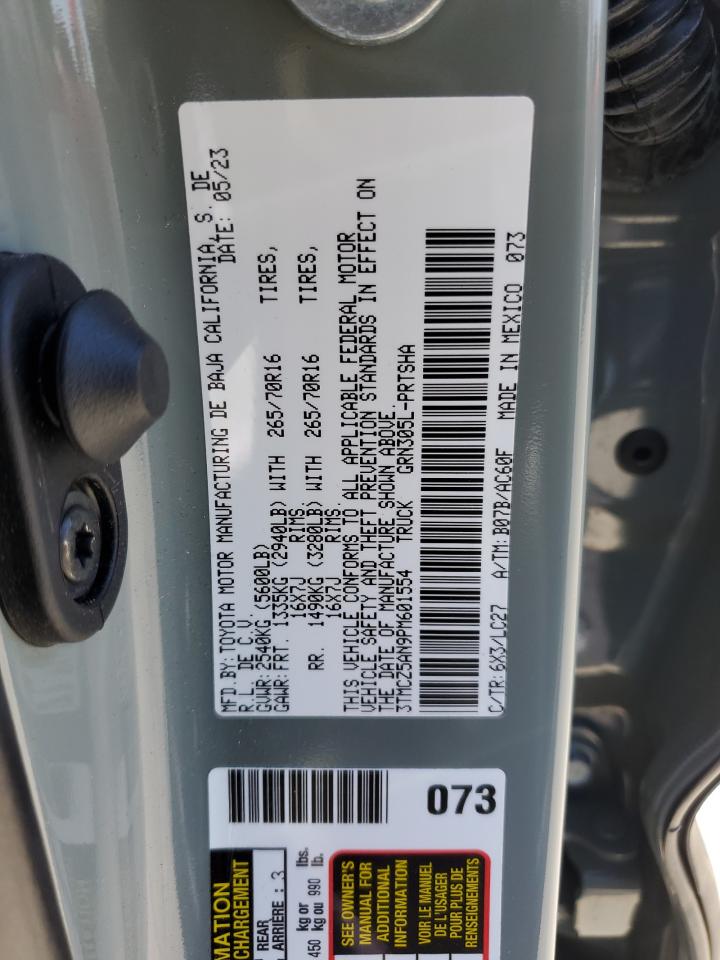 MFD.BY:TOYOTA MOTOR MANUFACTURING DE BAJA CALIFORNIA, S. DE
R.L. DE C.V. DATE: 05/23
GVWR:2540KG (5600LB)
GAWR:FRT. 1335KG (2940LB) WITH 265/70R16 TIRES,
16X7J RIMS.
RR. 1490KG (3280LB) WITH 265/70R16 TIRES,
16X7J RIMS.
THIS VEHICLE CONFORMS TO ALL APPLICABLE FEDERAL MOTOR
VEHICLE SAFETY AND THEFT PREVENTION STANDARDS IN EFFECT ON
THE DATE OF MANUFACTURE SHOWN ABOVE.
3TMCZ5AN9PM601554 TRUCK GRN305L-PRTSHA
C/TR:6X3/LC27 A/TM:B07B/AC60F MADE IN MEXICO 073
073
MATION
CHARGEMENT
REAR
ARRIÈRE : 3
kg or lbs.
450 kg ou 990 lb.
SEE OWNER'S
MANUAL FOR
ADDITIONAL
INFORMATION
VOIR LE MANUEL
DE L'USAGER
POUR PLUS DE
RENSEIGNEMENTS